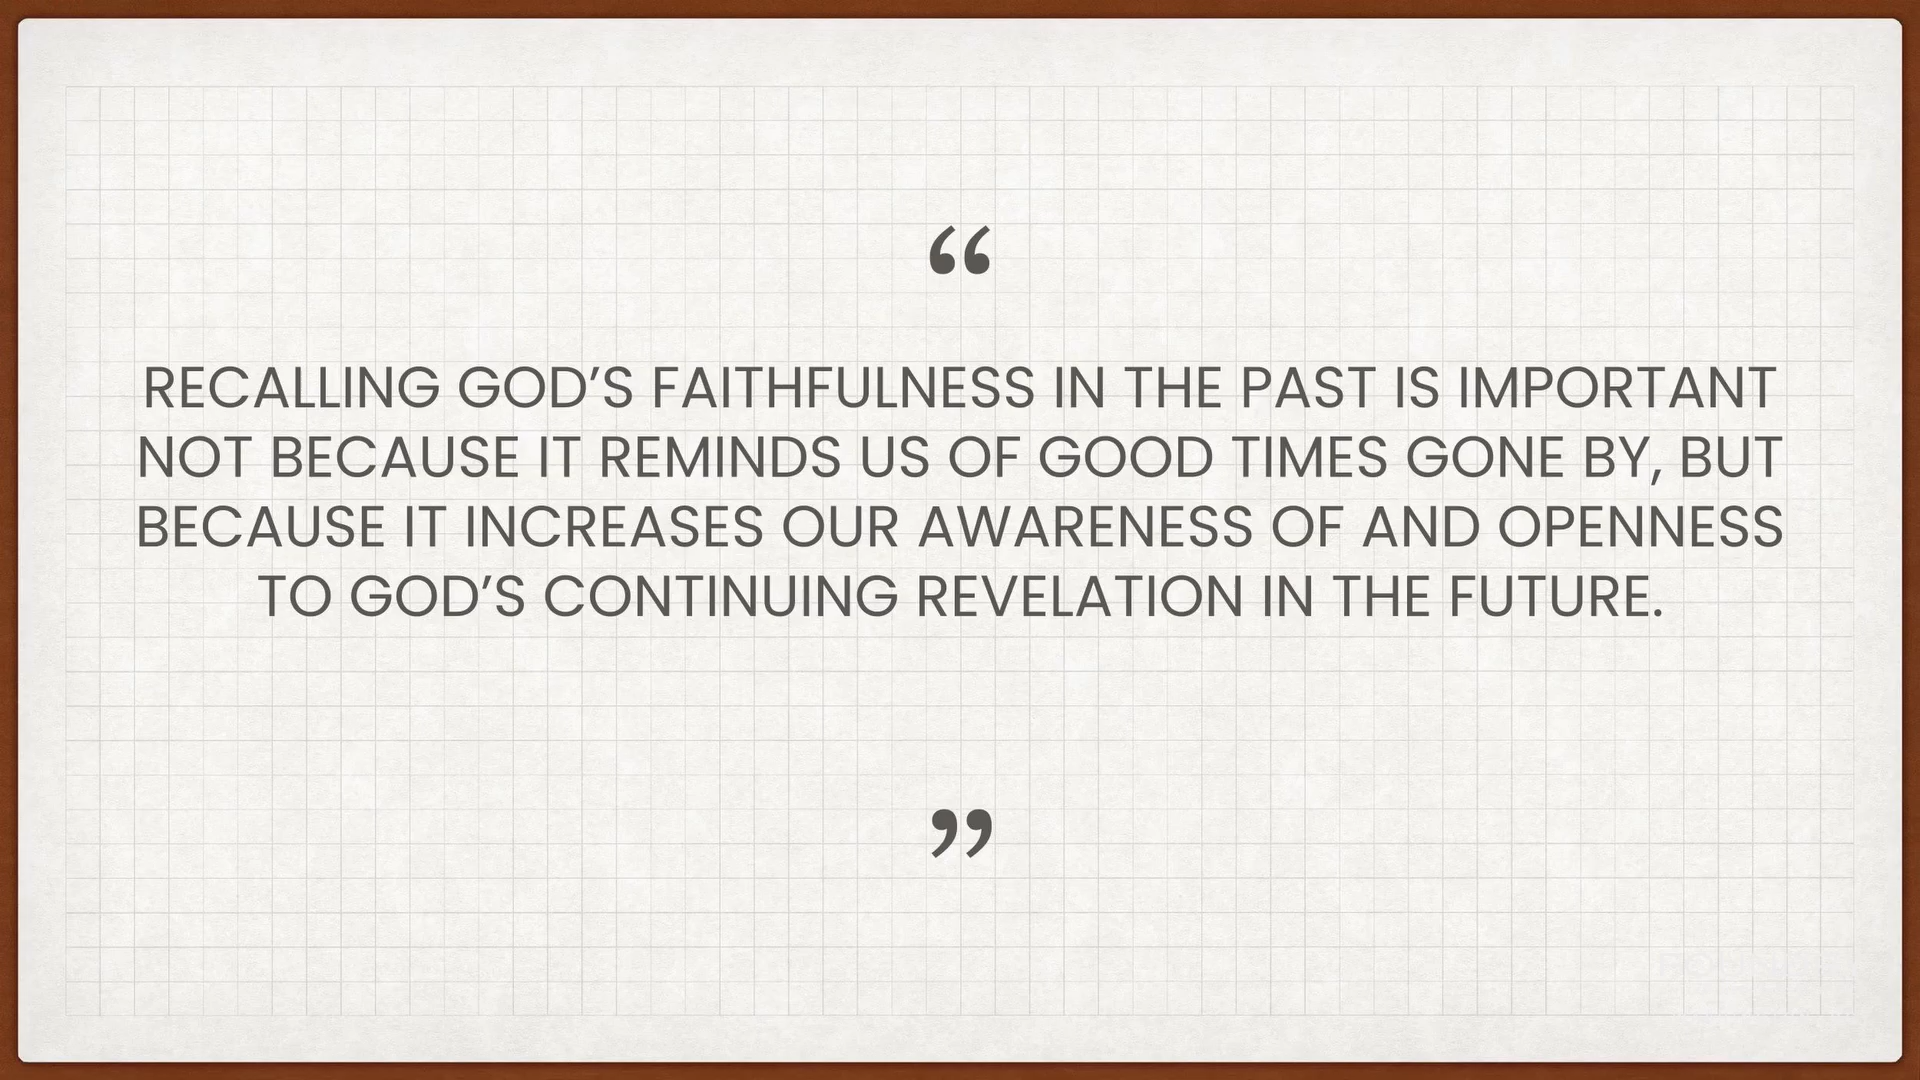 “
RECALLING GOD’S FAITHFULNESS IN THE PAST IS IMPORTANT
NOT BECAUSE IT REMINDS US OF GOOD TIMES GONE BY, BUT
BECAUSE IT INCREASES OUR AWARENESS OF AND OPENNESS
TO GOD’S CONTINUING REVELATION IN THE FUTURE.
”